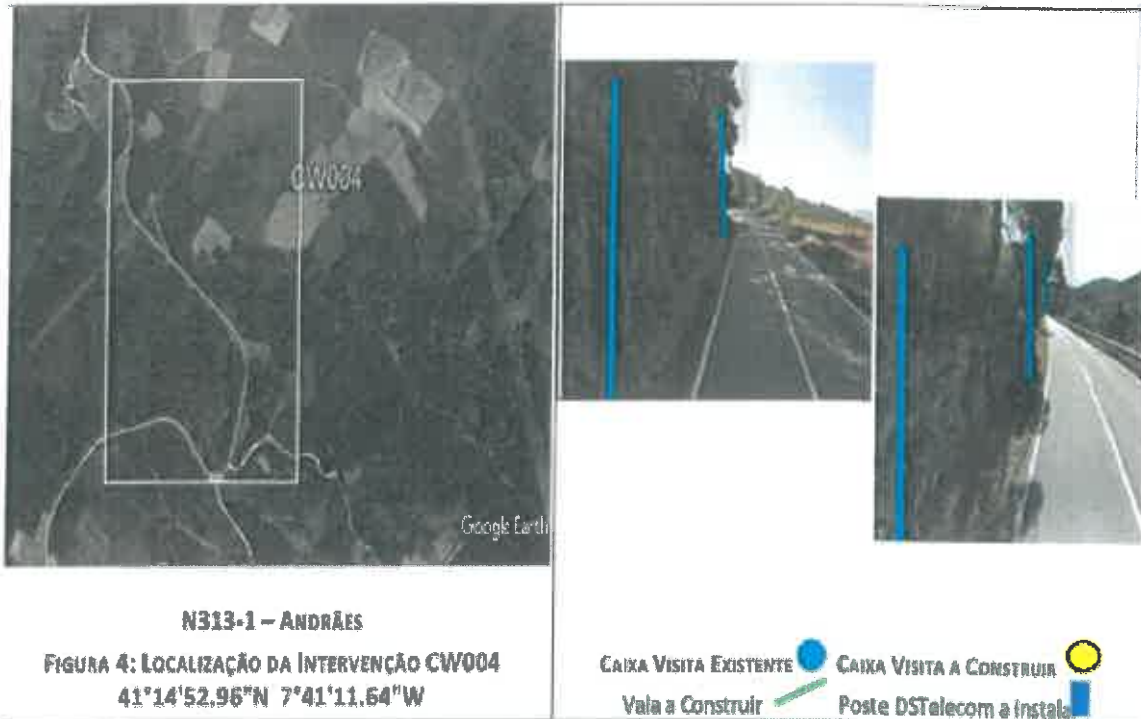 CW004
Google Earth
N313-1 – ANDRÃES
FIGURA 4: LOCALIZAÇÃO DA INTERVENÇÃO CW004
41°14'52.96"N 7°41'11.64"W
CAIXA VISITA EXISTENTE
CAIXA VISITA A CONSTRUIR
Vala a Construir
Poste DSTelecom a Instala